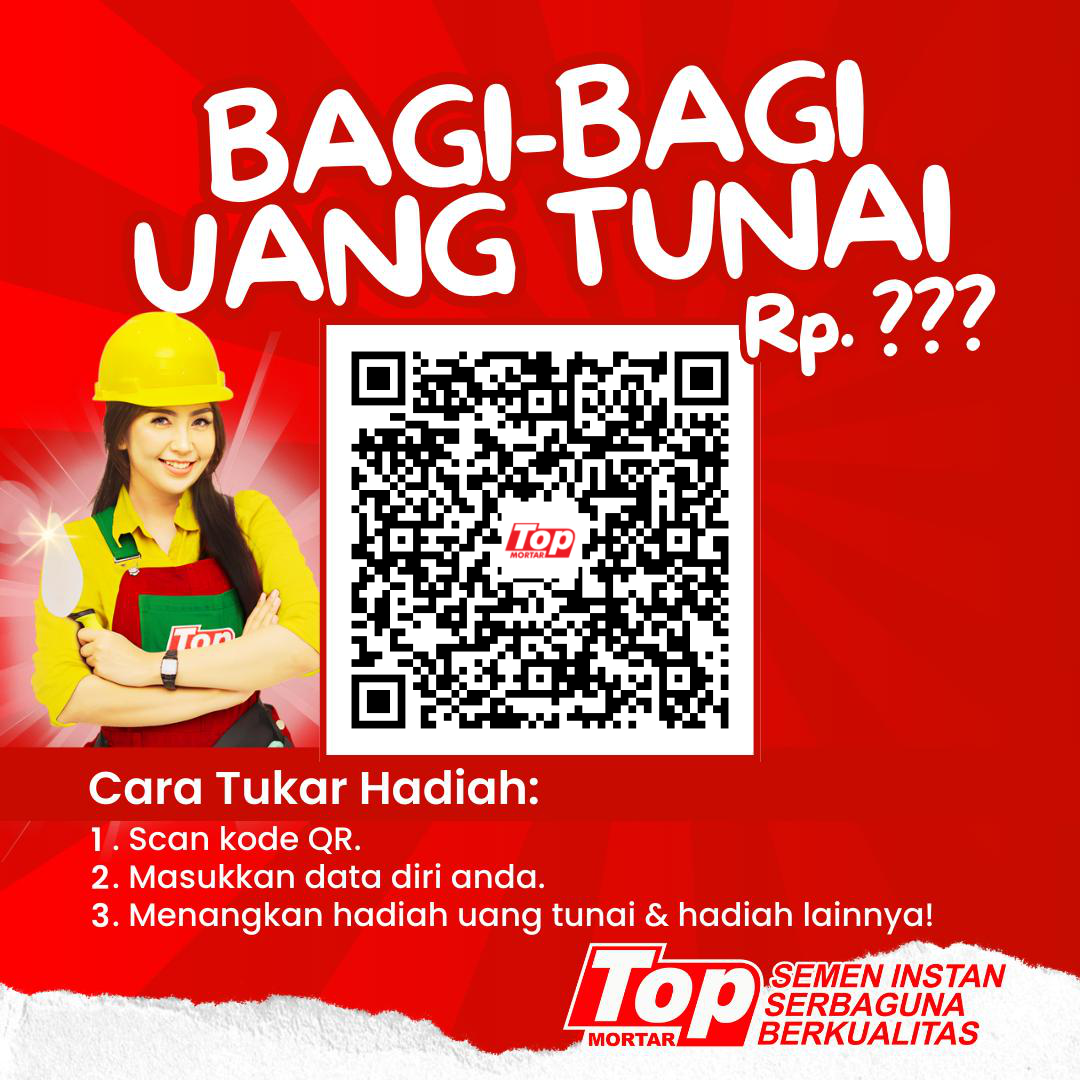 BAGI-BAGI
UANG TUNAI
Rp. ???
Top
MORTAR
Top
Cara Tukar Hadiah:
1. Scan kode QR.
2. Masukkan data diri anda.
3. Menangkan hadiah uang tunai & hadiah lainnya!
Top
MORTAR
SEMEN INSTAN
SERBAGUNA
BERKUALITAS